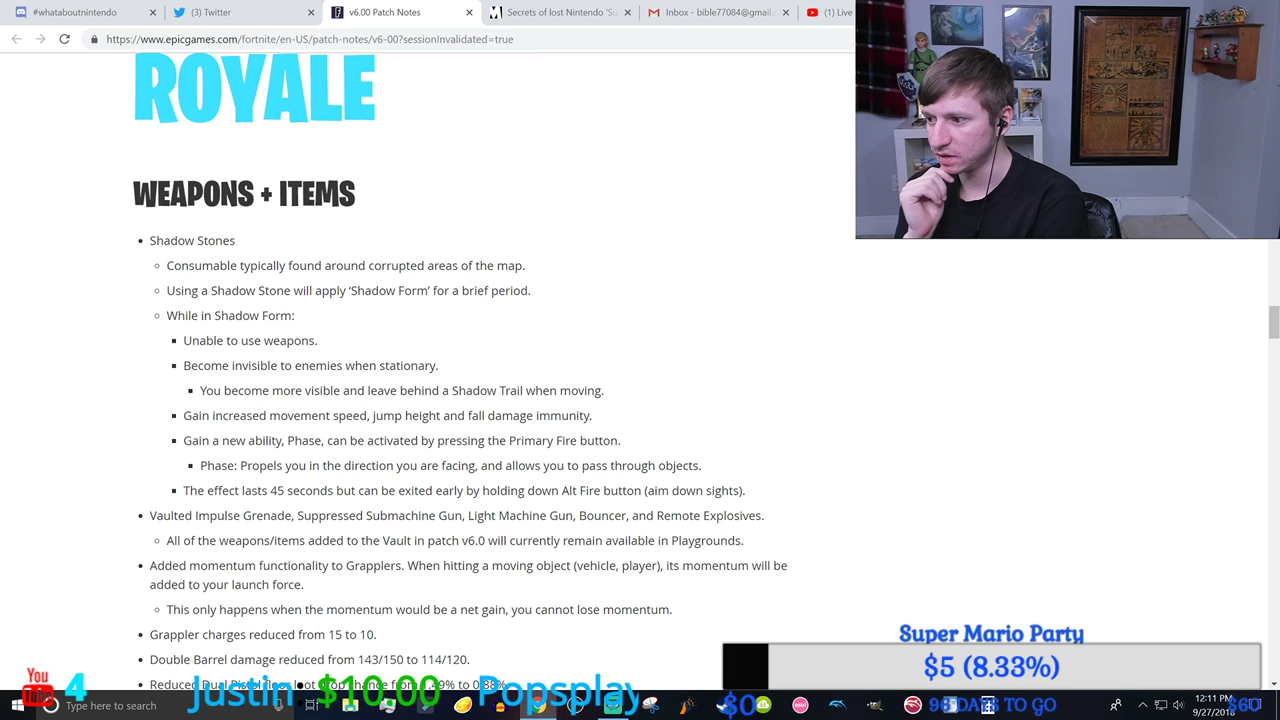 #whataboutnintendo
(3) Twitter
v6.00 Patch Notes
Secrets of lost Nintendo 'Su
Inbox - bible77084@gmail.
(1) Live
https://www.epicgames.com/fortnite/en-US/patch-notes/v6-00?sessionInvalidated=true
ROYALE
WEAPONS + ITEMS
Shadow Stones
Consumable typically found around corrupted areas of the map.
Using a Shadow Stone will apply ‘Shadow Form’ for a brief period.
While in Shadow Form:
Unable to use weapons.
Become invisible to enemies when stationary.
You become more visible and leave behind a Shadow Trail when moving.
Gain increased movement speed, jump height and fall damage immunity.
Gain a new ability, Phase, can be activated by pressing the Primary Fire button.
Phase: Propels you in the direction you are facing, and allows you to pass through objects.
The effect lasts 45 seconds but can be exited early by holding down Alt Fire button (aim down sights).
Vaulted Impulse Grenade, Suppressed Submachine Gun, Light Machine Gun, Bouncer, and Remote Explosives.
All of the weapons/items added to the Vault in patch v6.0 will currently remain available in Playgrounds.
Added momentum functionality to Grapplers. When hitting a moving object (vehicle, player), its momentum will be
added to your launch force.
This only happens when the momentum would be a net gain, you cannot lose momentum.
Grappler charges reduced from 15 to 10.
Double Barrel damage reduced from 143/150 to 114/120.
Super Mario Party
$5 (8.33%)
$0
96 DAYS TO GO
$60
You
Tube
4
Justin
$10.00
Type here to search
12:11 PM